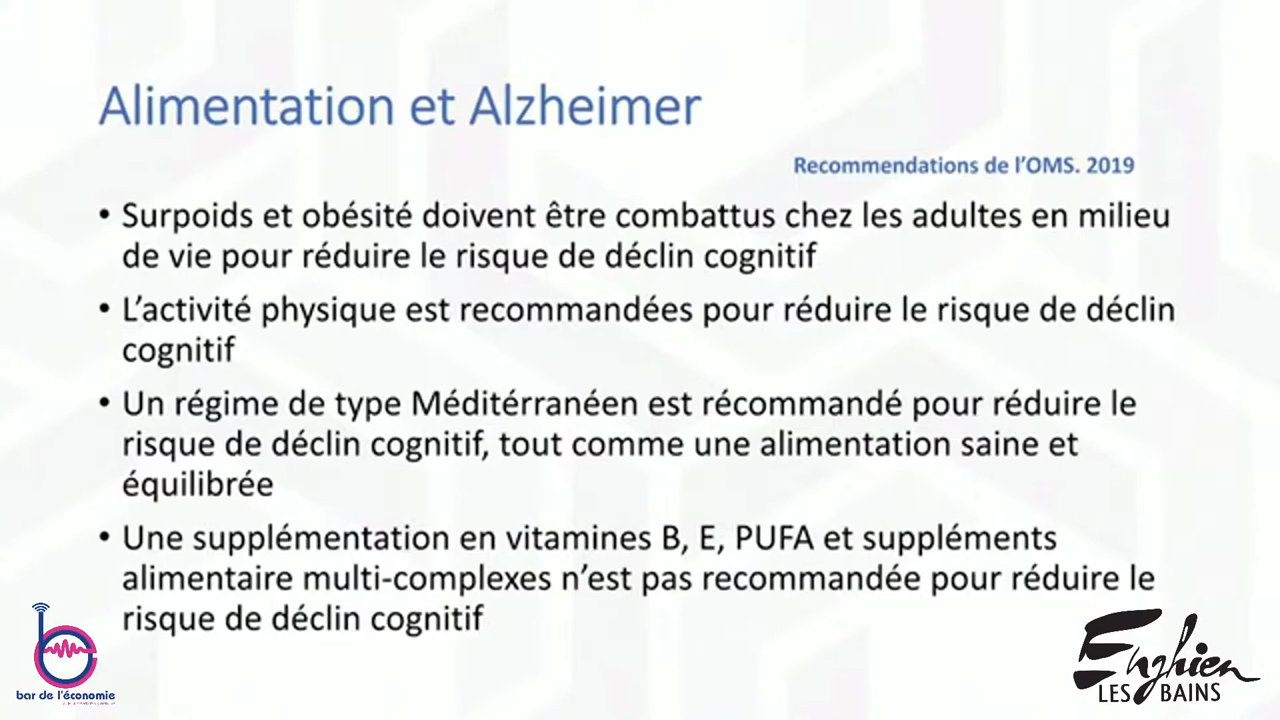 Alimentation et Alzheimer
Recommendations de l'OMS. 2019
• Surpoids et obésité doivent être combattus chez les adultes en milieu
de vie pour réduire le risque de déclin cognitif
• L'activité physique est recommandées pour réduire le risque de déclin
cognitif
• Un régime de type Méditérranéen est récommandé pour réduire le
risque de déclin cognitif, tout comme une alimentation saine et
équilibrée
• Une supplémentation en vitamines B, E, PUFA et suppléments
alimentaire multi-complexes n'est pas recommandée pour réduire le
risque de déclin cognitif
bar de l'économie
Enghien
LES BAINS